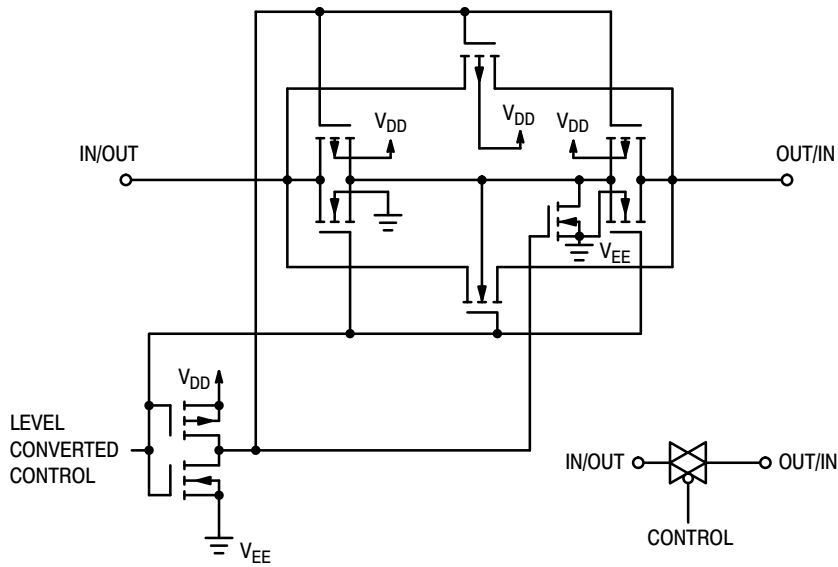 V_DD
V_DD
V_DD
IN/OUT
OUT/IN
V_EE
V_DD
LEVEL
CONVERTED
CONTROL
V_EE
IN/OUT
OUT/IN
CONTROL